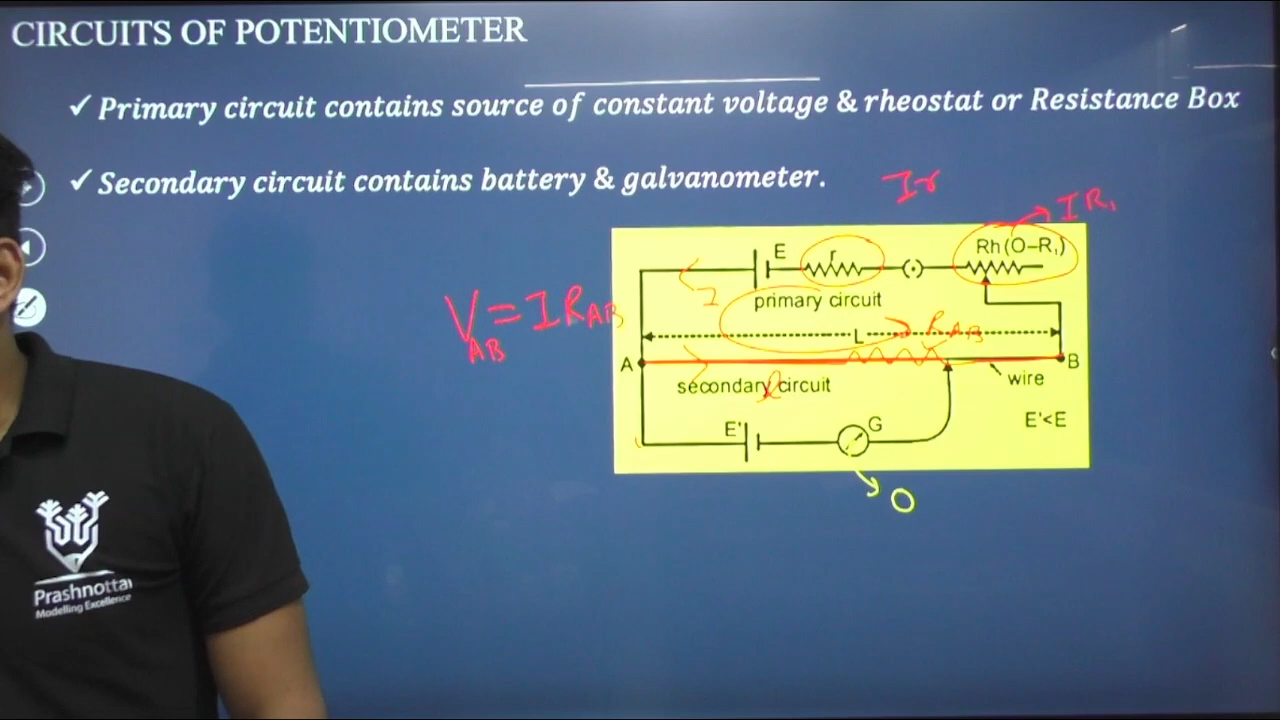 CIRCUITS OF POTENTIOMETER
✓ Primary circuit contains source of constant voltage & rheostat or Resistance Box
✓ Secondary circuit contains battery & galvanometer.
Ir
IR₁
E
r
Rh (O–R₁)
I
primary circuit
V_AB = I R_AB
L
R_AB
A
B
secondary circuit
l
wire
E'
G
E'<E
O
Prashnottar
Modelling Excellence